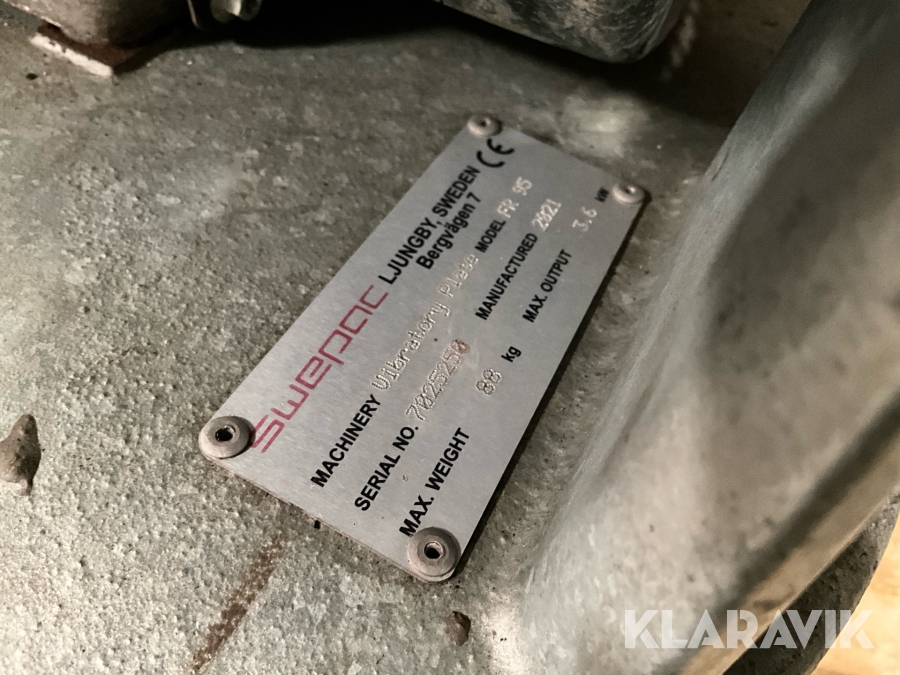 swepac LJUNGBY, SWEDEN CE
Bergvägen 7
MACHINERY Vibratory Plate MODEL FR 95
SERIAL NO. 7025250 MANUFACTURED 2021
MAX. WEIGHT 88 kg MAX. OUTPUT 3.6 kW
KLARAVIK